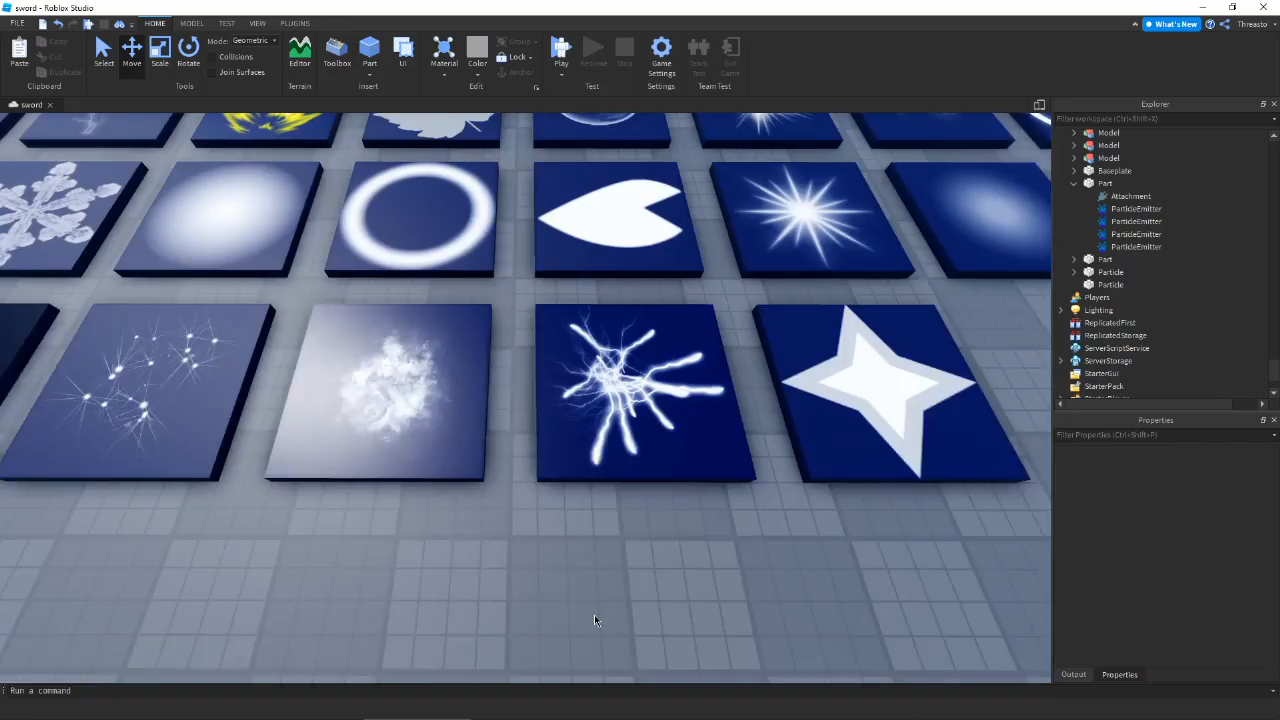 sword - Roblox Studio
FILE
HOME
MODEL
TEST
VIEW
PLUGINS
What's New
Threasto
Paste
Copy
Cut
Duplicate
Clipboard
Select
Move
Scale
Rotate
Mode: Geometric
Collisions
Join Surfaces
Tools
Editor
Terrain
Toolbox
Part
UI
Insert
Material
Color
Group
Lock
Anchor
Edit
Play
Resume
Stop
Test
Game
Settings
Settings
Team
Test
Exit
Game
Team Test
sword
Explorer
Filter workspace (Ctrl+Shift+X)
Model
Model
Model
Baseplate
Part
Attachment
ParticleEmitter
ParticleEmitter
ParticleEmitter
ParticleEmitter
Part
Particle
Particle
Players
Lighting
ReplicatedFirst
ReplicatedStorage
ServerScriptService
ServerStorage
StarterGui
StarterPack
Properties
Filter Properties (Ctrl+Shift+P)
Output
Properties
Run a command